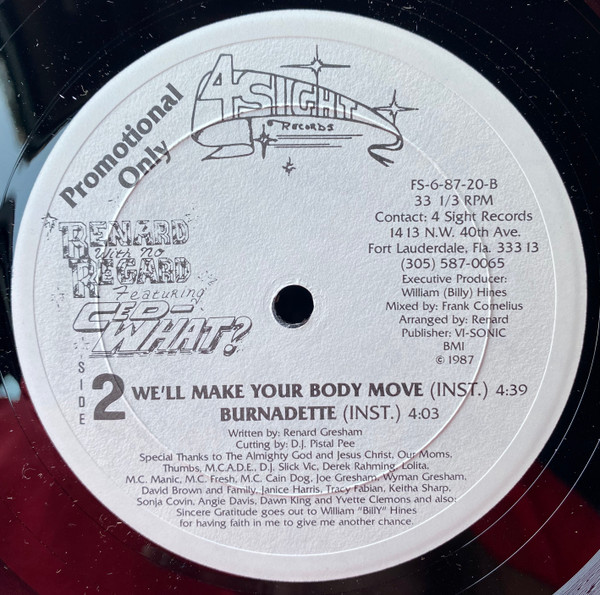 Promotional
Only
4 SIGHT
RECORDS
FS-6-87-20-B
33 1/3 RPM
Contact: 4 Sight Records
1413 N.W. 40th Ave.
Fort Lauderdale, Fla. 33313
(305) 587-0065
Executive Producer:
William (Billy) Hines
Mixed by: Frank Cornelius
Arranged by: Renard
Publisher: VI-SONIC
BMI
© 1987
"RENARD
With no
REGARD"
Featuring
CED-
WHAT?
SIDE
2
WE'LL MAKE YOUR BODY MOVE (INST.) 4:39
BURNADETTE (INST.) 4:03
Written by: Renard Gresham
Cutting by: D.J. Pistal Pee
Special Thanks to The Almighty God and Jesus Christ, Our Moms,
Thumbs, M.C.A.D.E., D.J. Slick Vic, Derek Rahming, Lolita,
M.C. Manic, M.C. Fresh, M.C. Cain Dog, Joe Gresham, Wyman Gresham,
David Brown and Family, Janice Harris, Tracy Fabian, Keitha Sharp,
Sonja Covin, Angie Davis, Dawn King and Yvette Clemons and also:
Sincere Gratitude goes out to William "BillY" Hines
for having faith in me to give me another chance.